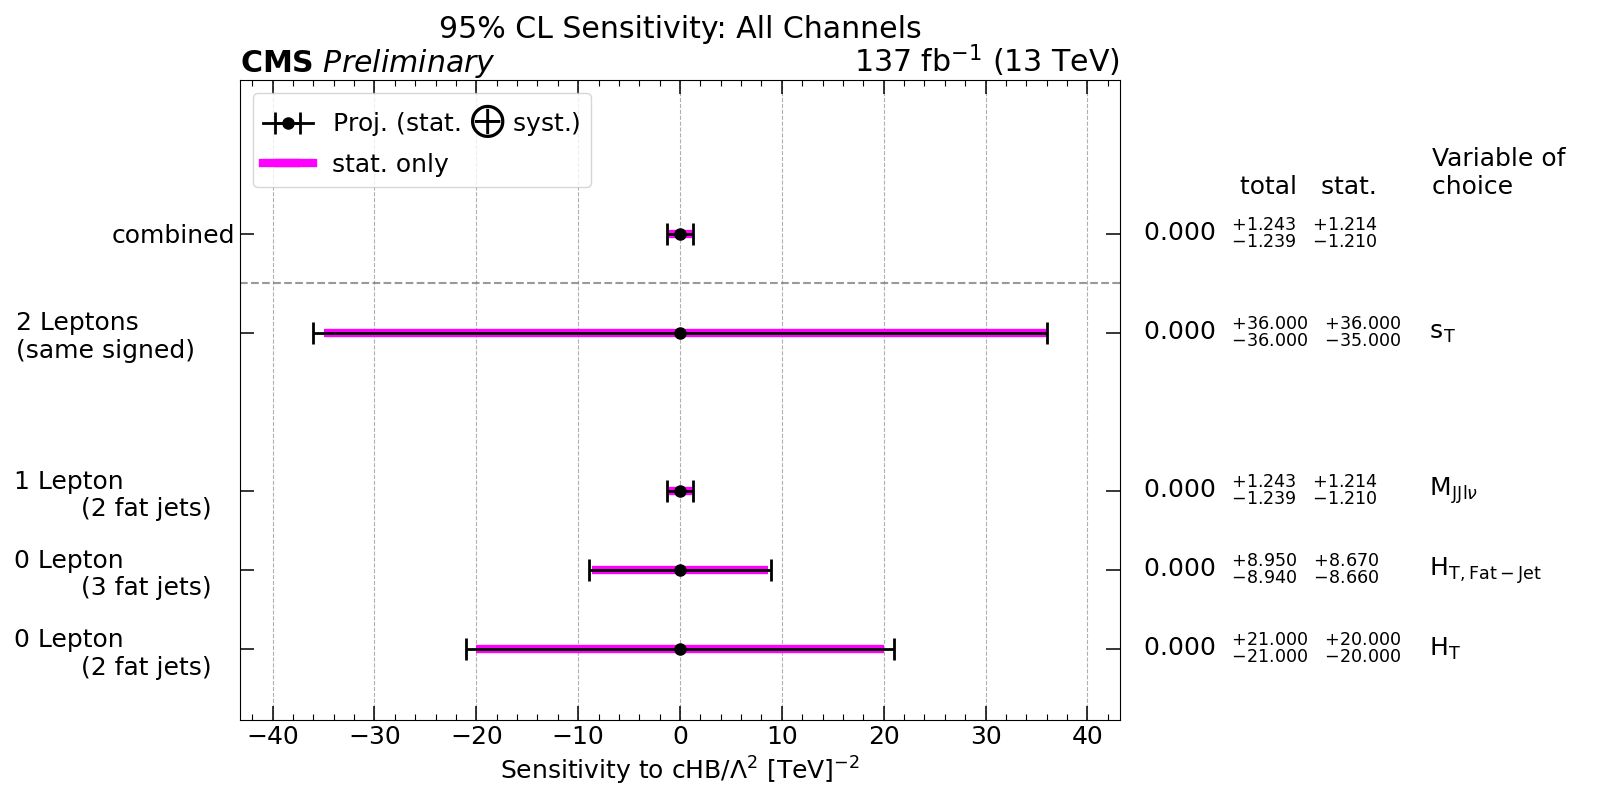 95% CL Sensitivity: All Channels
CMS Preliminary
137 fb⁻¹ (13 TeV)
Proj. (stat. ⊕ syst.)
stat. only
total stat. Variable of
choice
combined 0.000 +1.243 +1.214
−1.239 −1.210
2 Leptons
(same signed) 0.000 +36.000 +36.000 s_T
−36.000 −35.000
1 Lepton
(2 fat jets) 0.000 +1.243 +1.214 M_JJlν
−1.239 −1.210
0 Lepton
(3 fat jets) 0.000 +8.950 +8.670 H_T, Fat−Jet
−8.940 −8.660
0 Lepton
(2 fat jets) 0.000 +21.000 +20.000 H_T
−21.000 −20.000
−40 −30 −20 −10 0 10 20 30 40
Sensitivity to cHB/Λ² [TeV]⁻²